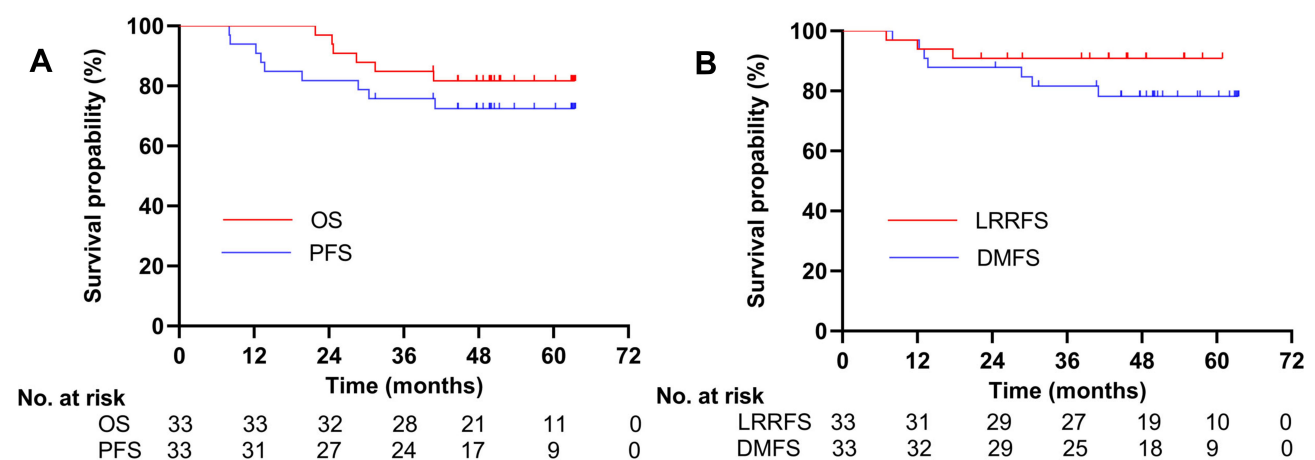 A
Survival propability (%)
100
80
60
40
20
0
OS
PFS
0 12 24 36 48 60 72
Time (months)
No. at risk
OS 33 33 32 28 21 11 0
PFS 33 31 27 24 17 9 0
B
Survival propability (%)
100
80
60
40
20
0
LRRFS
DMFS
0 12 24 36 48 60 72
Time (months)
No. at risk
LRRFS 33 31 29 27 19 10 0
DMFS 33 32 29 25 18 9 0